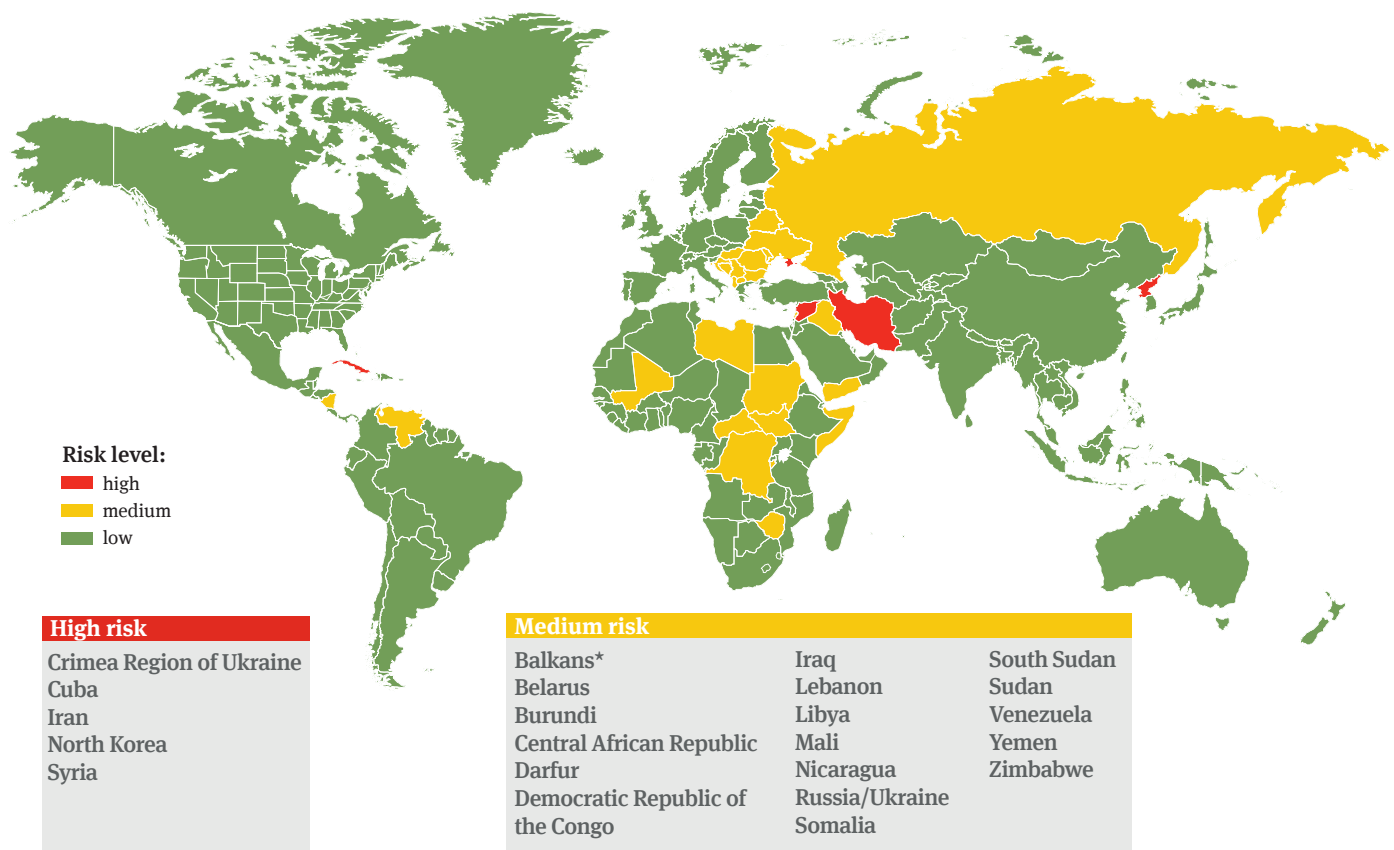 Risk level:
high
medium
low
High risk
Crimea Region of Ukraine
Cuba
Iran
North Korea
Syria
Medium risk
Balkans*
Belarus
Burundi
Central African Republic
Darfur
Democratic Republic of
the Congo
Iraq
Lebanon
Libya
Mali
Nicaragua
Russia/Ukraine
Somalia
South Sudan
Sudan
Venezuela
Yemen
Zimbabwe